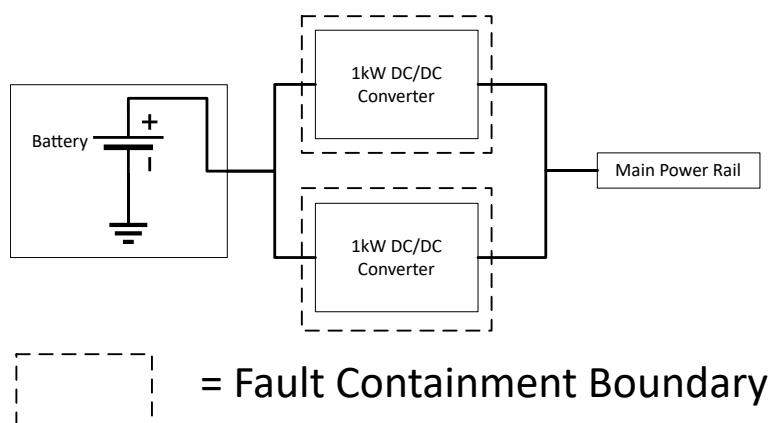 1kW DC/DC
Converter
Battery
+
Main Power Rail
1kW DC/DC
Converter
= Fault Containment Boundary